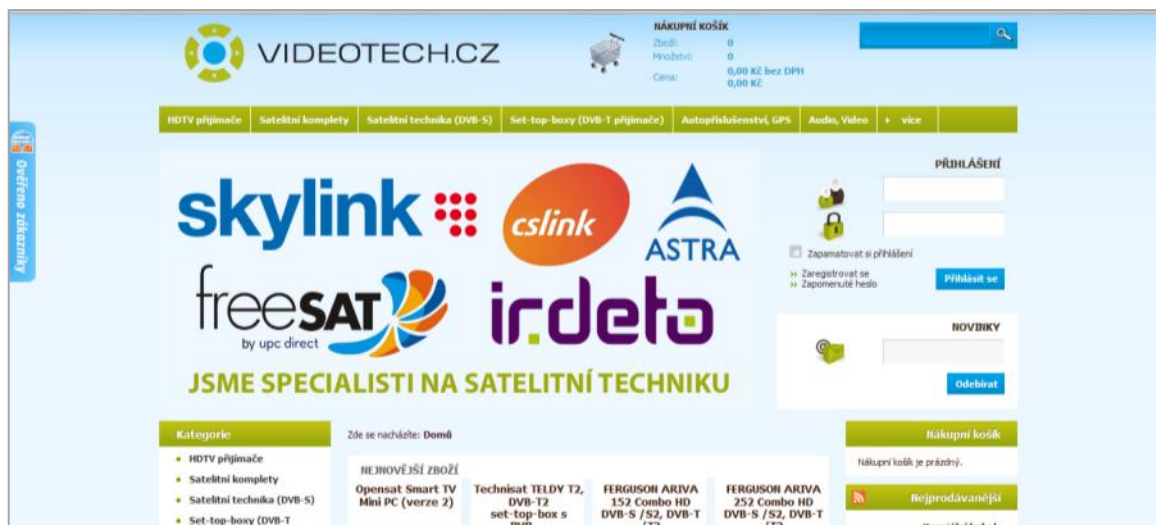 VIDEOTECH.CZ
NÁKUPNÍ KOŠÍK
Zboží: 0
Množství: 0
Cena: 0,00 Kč bez DPH
0,00 Kč
HDTV přijímače Satelitní komplety Satelitní technika (DVB-S) Set-top-boxy (DVB-T přijímače) Autopříslušenství, GPS Audio, Video více
Ověřeno zákazníky
skylink
cslink
ASTRA
freeSAT
by upc direct
irdeto
JSME SPECIALISTI NA SATELITNÍ TECHNIKU
PŘIHLÁŠENÍ
Zapamatovat si přihlášení
Zaregistrovat se
Zapomenuté heslo
Přihlásit se
NOVINKY
Odebírat
Kategorie
HDTV přijímače
Satelitní komplety
Satelitní technika (DVB-S)
Set-top-boxy (DVB-T
Zde se nacházíte: Domů
NEJNOVĚJŠÍ ZBOŽÍ
Opensat Smart TV
Mini PC (verze 2)
Technisat TELDY T2,
DVB-T2
set-top-box s
FERGUSON ARIVA
152 Combo HD
DVB-S /S2, DVB-T
FERGUSON ARIVA
252 Combo HD
DVB-S /S2, DVB-T
Nákupní košík
Nákupní košík je prázdný.
Nejprodávanější